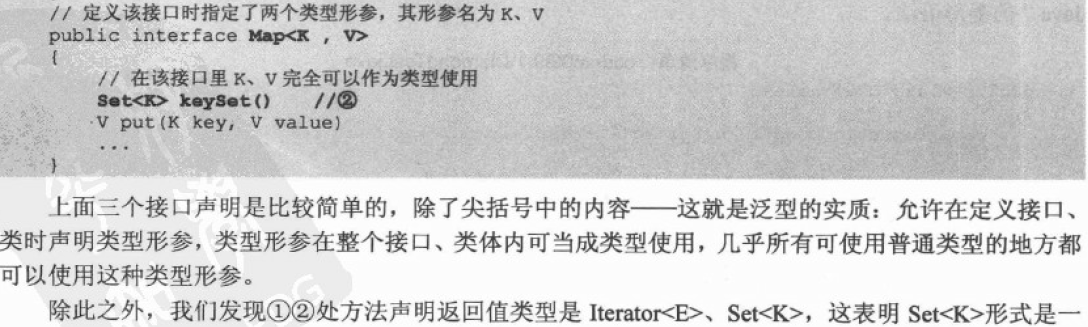 // 定义该接口时指定了两个类型形参，其形参名为 K、V
public interface Map<K , V>
{
// 在该接口里 K、V 完全可以作为类型使用
Set<K> keySet() //②
V put(K key, V value)
...
}
上面三个接口声明是比较简单的，除了尖括号中的内容——这就是泛型的实质：允许在定义接口、
类时声明类型形参，类型形参在整个接口、类体内可当成类型使用，几乎所有可使用普通类型的地方都
可以使用这种类型形参。
除此之外，我们发现①②处方法声明返回值类型是 Iterator<E>、Set<K>，这表明 Set<K>形式是一